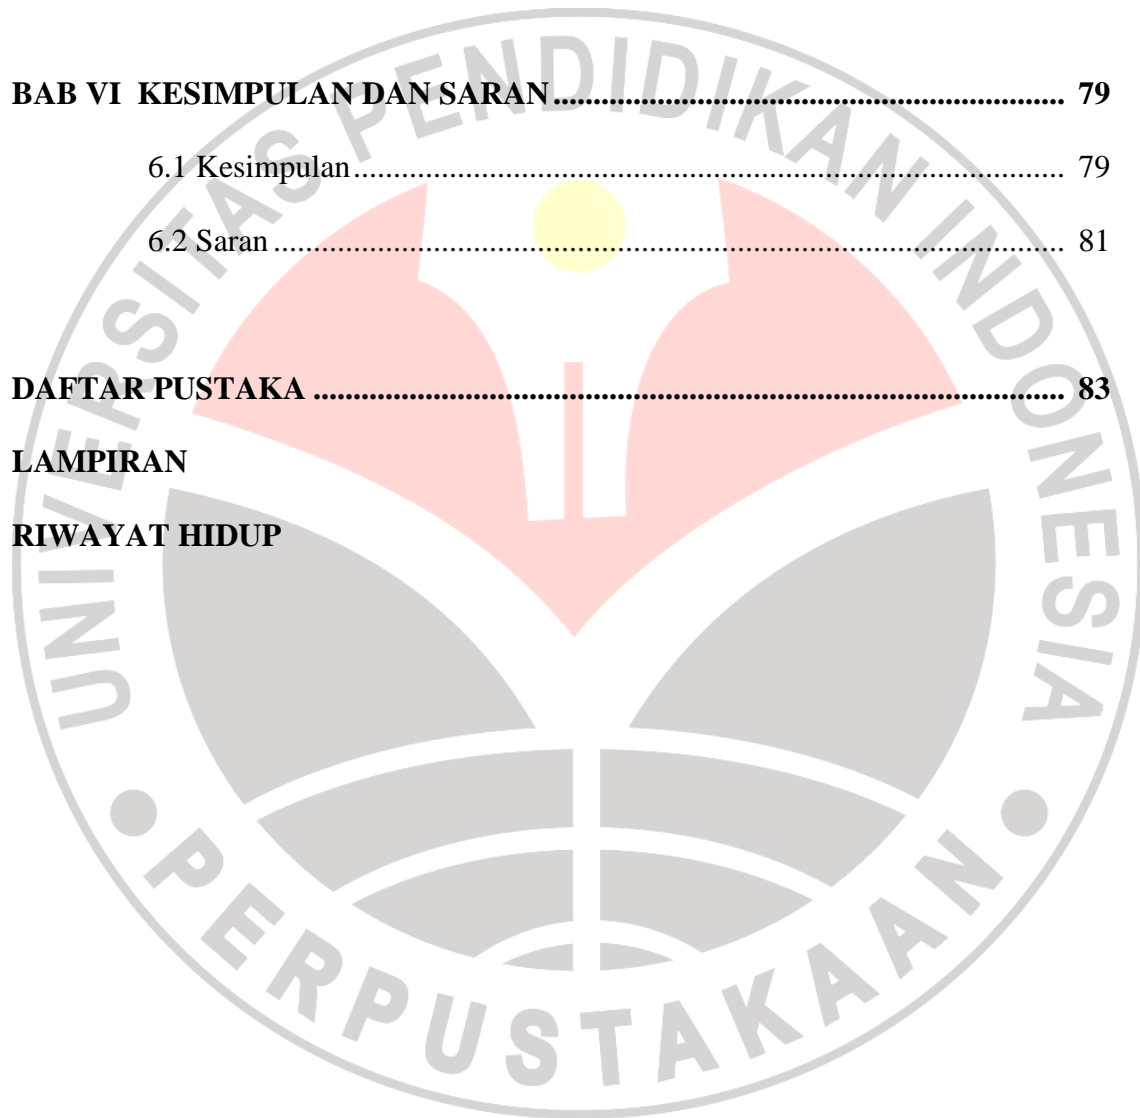 BAB VI KESIMPULAN DAN SARAN ................................................................. 79
6.1 Kesimpulan .......................................................................................... 79
6.2 Saran .................................................................................................... 81
DAFTAR PUSTAKA ................................................................................................ 83
LAMPIRAN
RIWAYAT HIDUP
UNIVERSITAS PENDIDIKAN INDONESIA
PERPUSTAKAAN